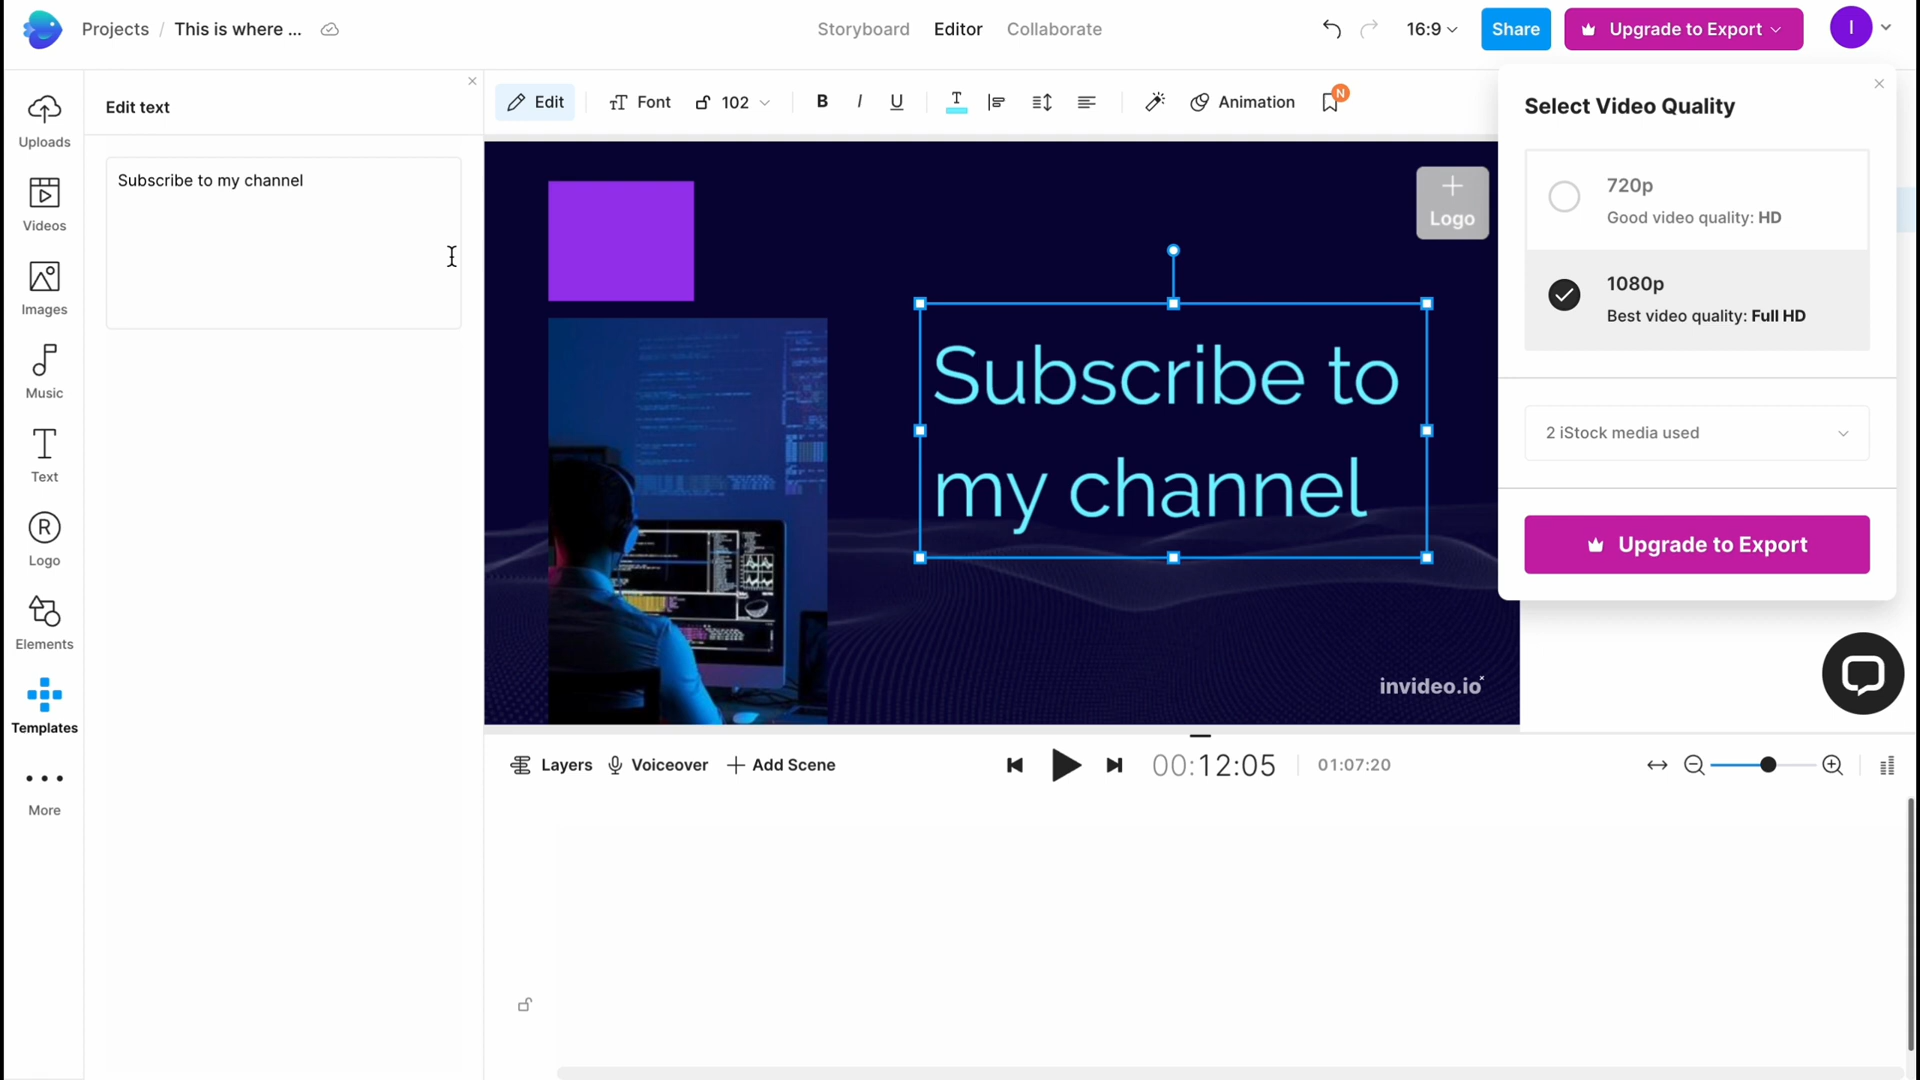 Projects / This is where ...
Storyboard Editor Collaborate
16:9
Share
Upgrade to Export
I
Uploads
Videos
Images
Music
Text
Logo
Elements
Templates
More
Edit text
Subscribe to my channel
Edit
Font
102
B I U
Animation
N
+
Logo
Subscribe to
my channel
invideo.io
Select Video Quality
720p
Good video quality: HD
1080p
Best video quality: Full HD
2 iStock media used
Upgrade to Export
Layers
Voiceover
Add Scene
00:12:05
01:07:20